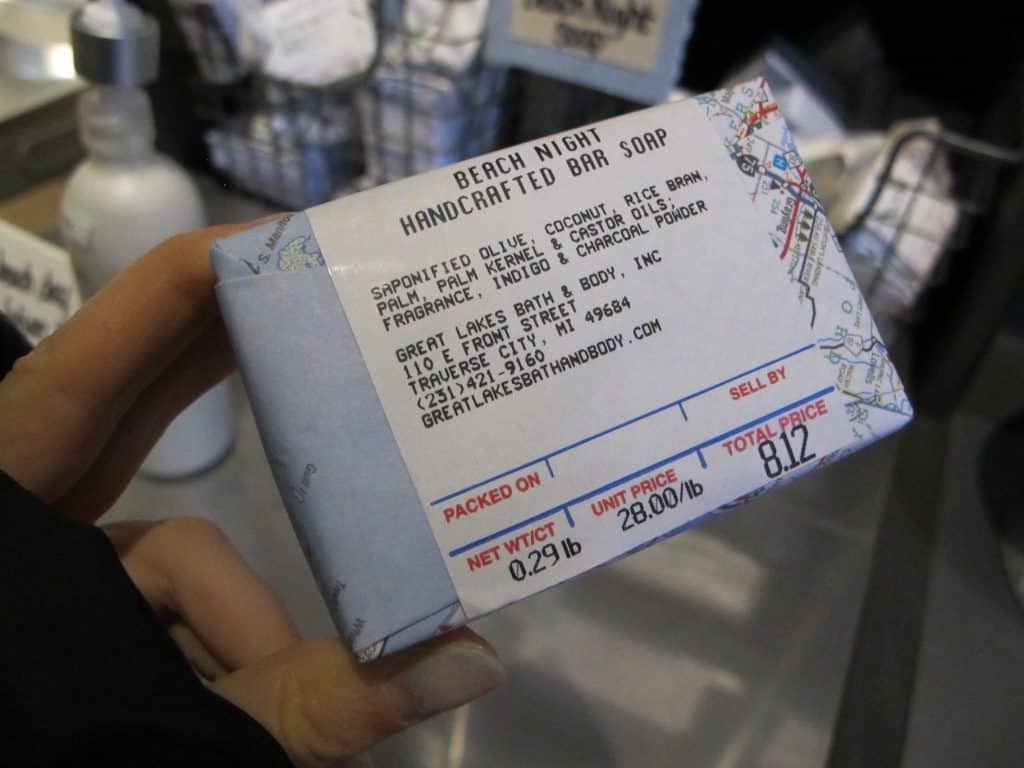 BEACH NIGHT
HANDCRAFTED BAR SOAP
SAPONIFIED OLIVE, COCONUT, RICE BRAN,
PALM, PALM KERNEL & CASTOR OILS,
FRAGRANCE, INDIGO & CHARCOAL POWDER
GREAT LAKES BATH & BODY, INC
110 E FRONT STREET
TRAVERSE CITY, MI 49684
(231)421-9160
GREATLAKESBATHANDBODY.COM
PACKED ON
SELL BY
NET WT/CT
UNIT PRICE
TOTAL PRICE
0.29 lb
28.00/lb
8.12